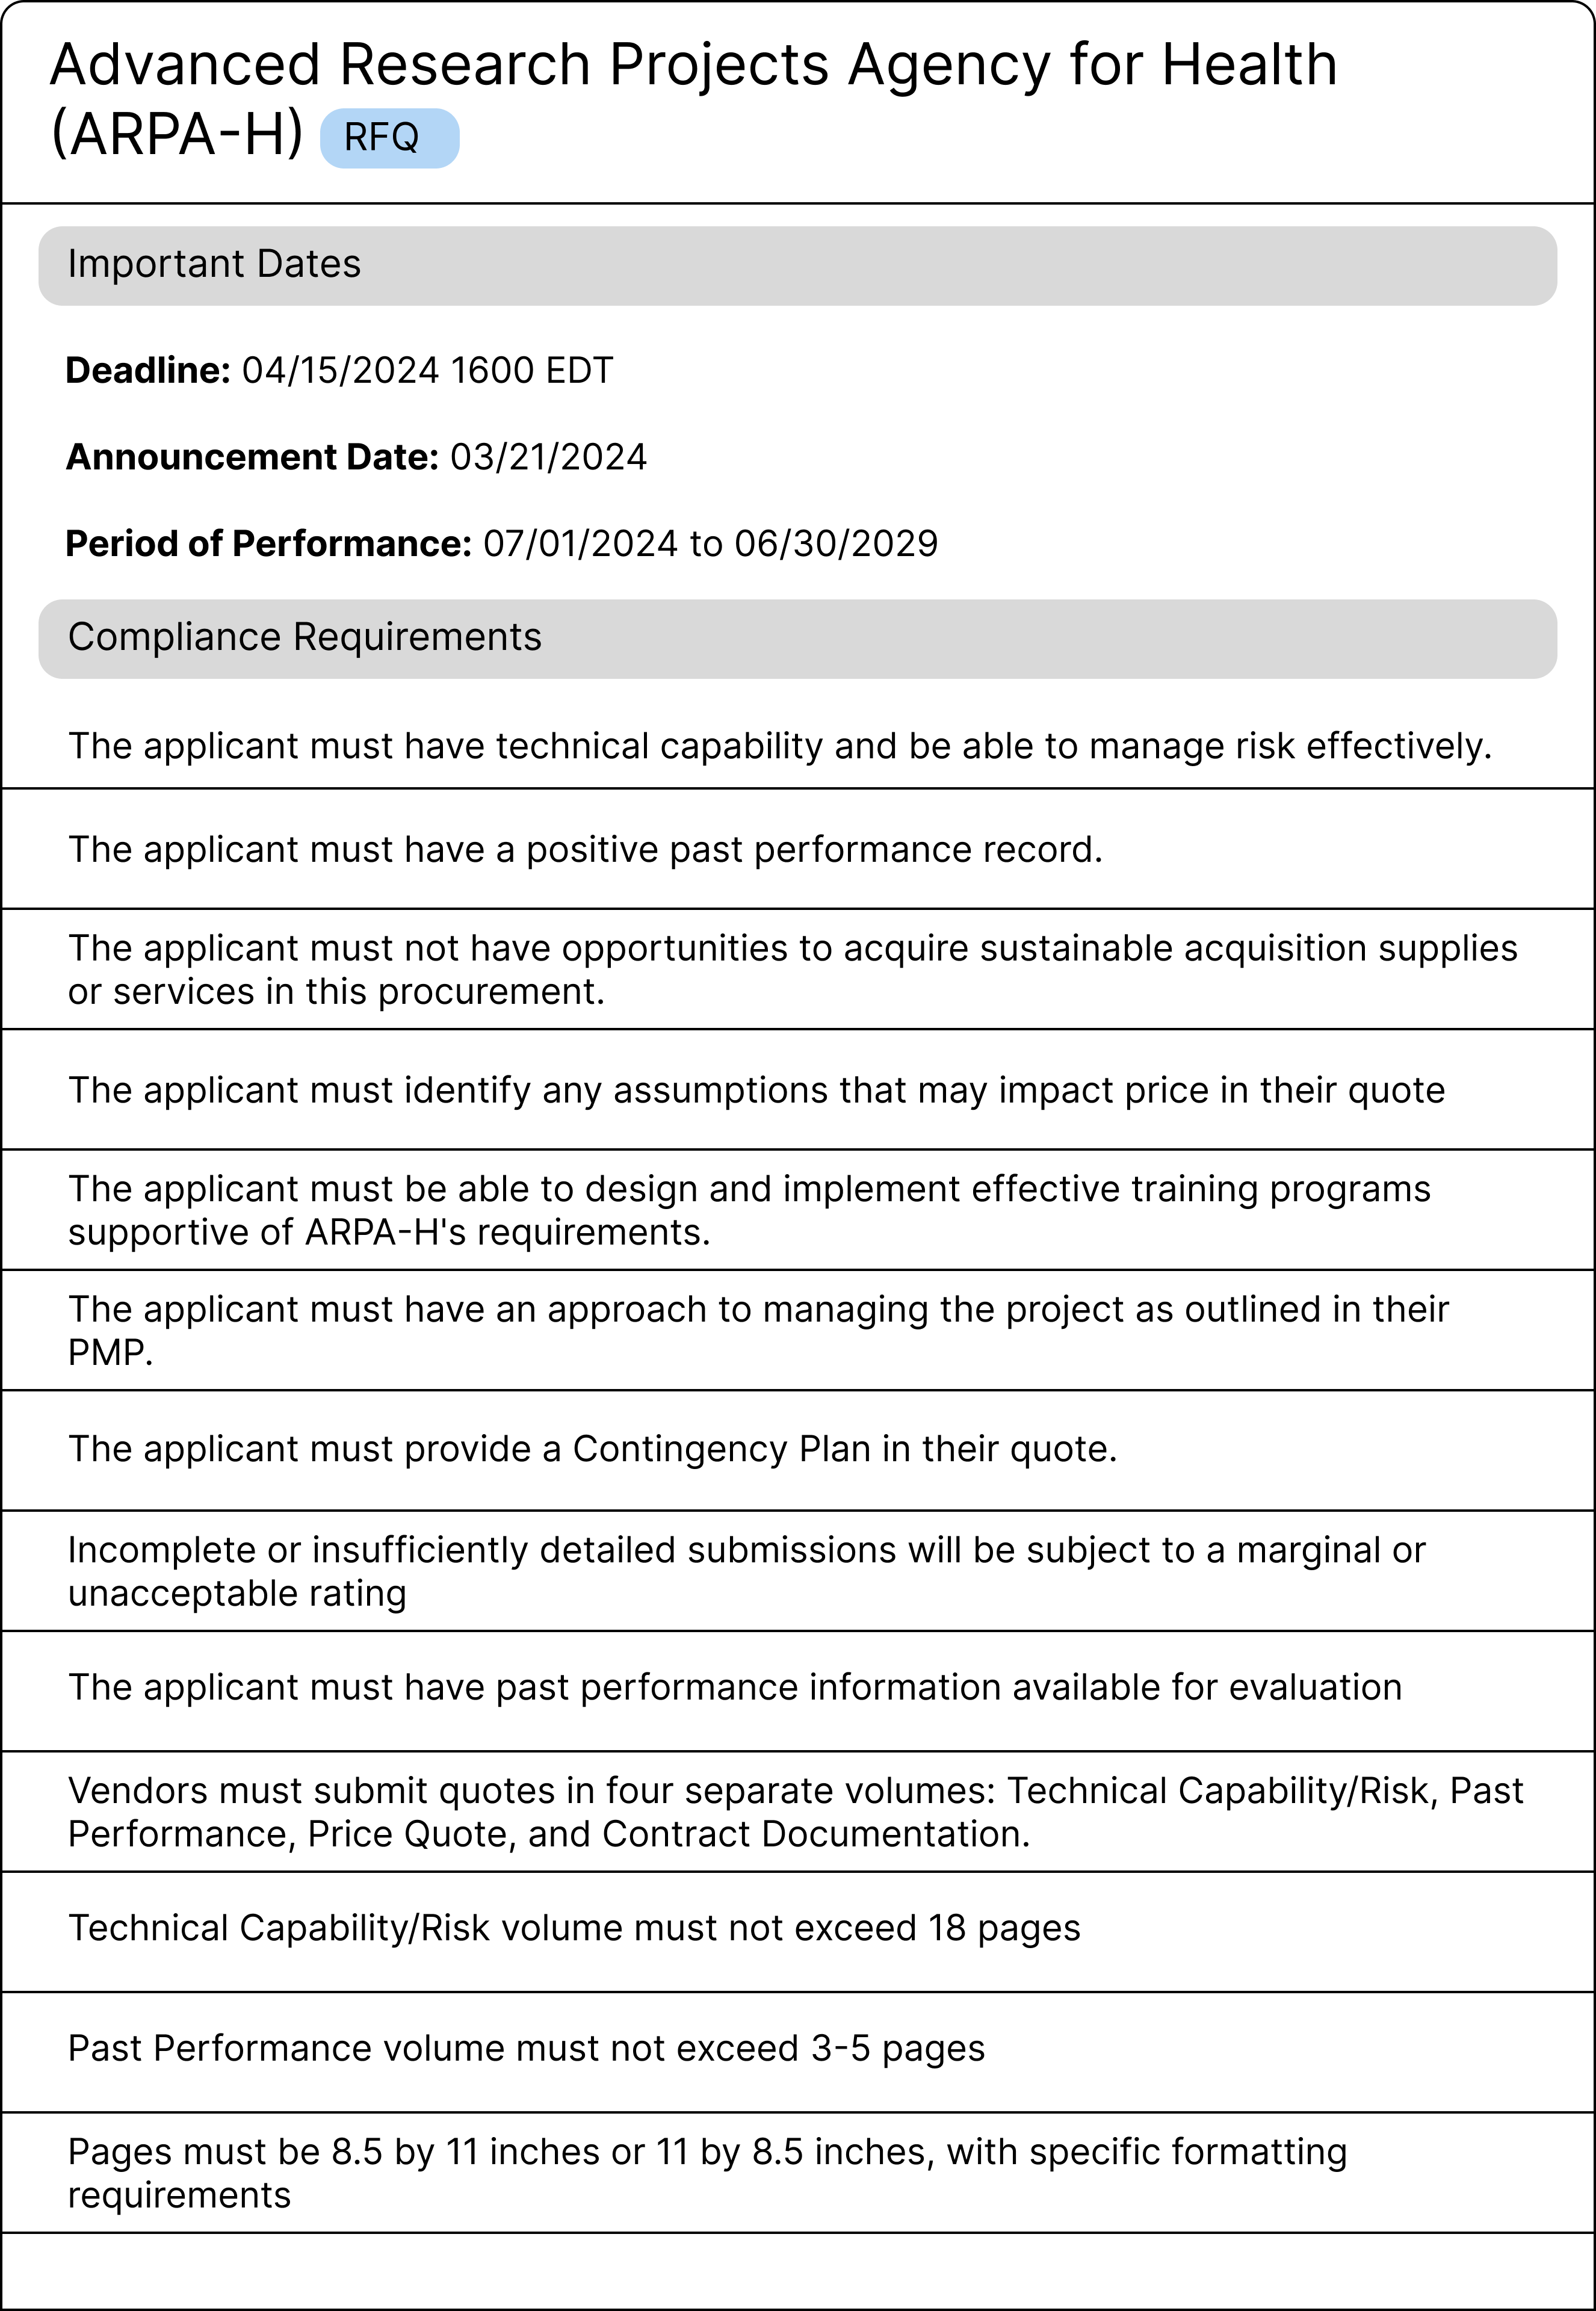 Advanced Research Projects Agency for Health
(ARPA-H) RFQ
Important Dates
Deadline: 04/15/2024 1600 EDT
Announcement Date: 03/21/2024
Period of Performance: 07/01/2024 to 06/30/2029
Compliance Requirements
The applicant must have technical capability and be able to manage risk effectively.
The applicant must have a positive past performance record.
The applicant must not have opportunities to acquire sustainable acquisition supplies
or services in this procurement.
The applicant must identify any assumptions that may impact price in their quote
The applicant must be able to design and implement effective training programs
supportive of ARPA-H's requirements.
The applicant must have an approach to managing the project as outlined in their
PMP.
The applicant must provide a Contingency Plan in their quote.
Incomplete or insufficiently detailed submissions will be subject to a marginal or
unacceptable rating
The applicant must have past performance information available for evaluation
Vendors must submit quotes in four separate volumes: Technical Capability/Risk, Past
Performance, Price Quote, and Contract Documentation.
Technical Capability/Risk volume must not exceed 18 pages
Past Performance volume must not exceed 3-5 pages
Pages must be 8.5 by 11 inches or 11 by 8.5 inches, with specific formatting
requirements